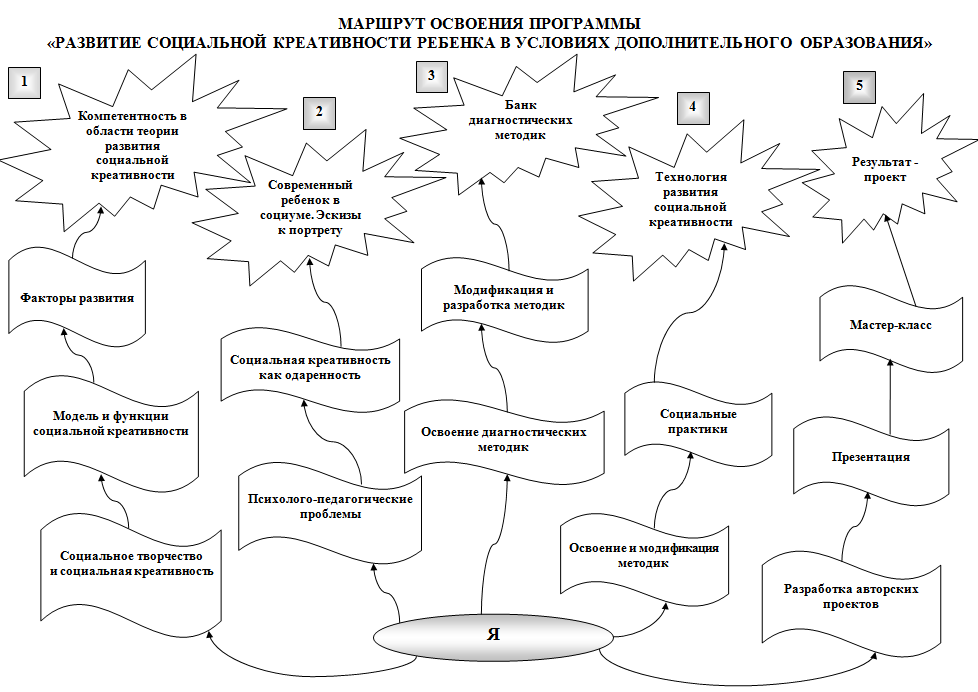 МАРШРУТ ОСВОЕНИЯ ПРОГРАММЫ
«РАЗВИТИЕ СОЦИАЛЬНОЙ КРЕАТИВНОСТИ РЕБЕНКА В УСЛОВИЯХ ДОПОЛНИТЕЛЬНОГО ОБРАЗОВАНИЯ»
1
Компетентность в
области теории
развития
социальной
креативности
Факторы развития
Модель и функции
социальной креативности
Социальное творчество
и социальная креативность
2
Современный
ребенок в
социуме. Эскизы
к портрету
Социальная креативность
как одаренность
Психолого-педагогические
проблемы
3
Банк
диагностических
методик
Модификация и
разработка методик
Освоение диагностических
методик
4
Технология
развития
социальной
креативности
Социальные
практики
Освоение и модификация
методик
5
Результат -
проект
Мастер-класс
Презентация
Разработка авторских
проектов
Я